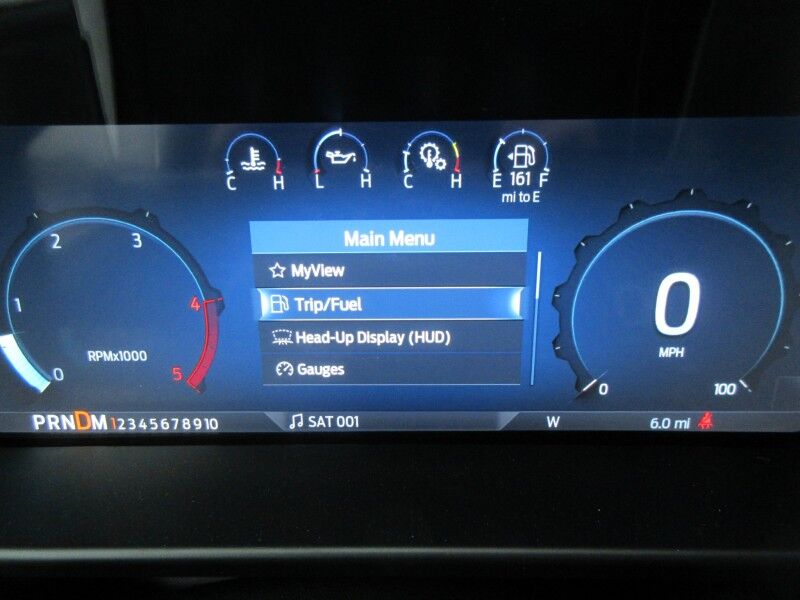 C H
L H
C H
E 161 F
mi to E
Main Menu
MyView
Trip/Fuel
Head-Up Display (HUD)
Gauges
0 1 2 3 4 5
RPMx1000
0
MPH
0 100
PRNDM12345678910
SAT 001
W
6.0 mi